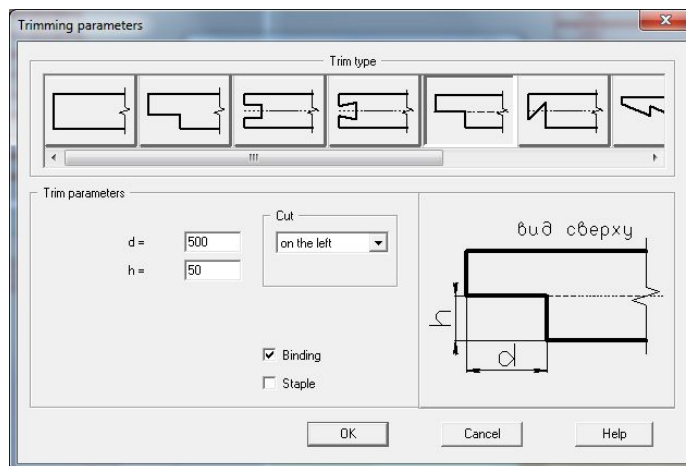 Trimming parameters
Trim type
Trim parameters
Cut
d =
500
on the left
h =
50
Binding
Staple
вид сверху
h
d
OK
Cancel
Help